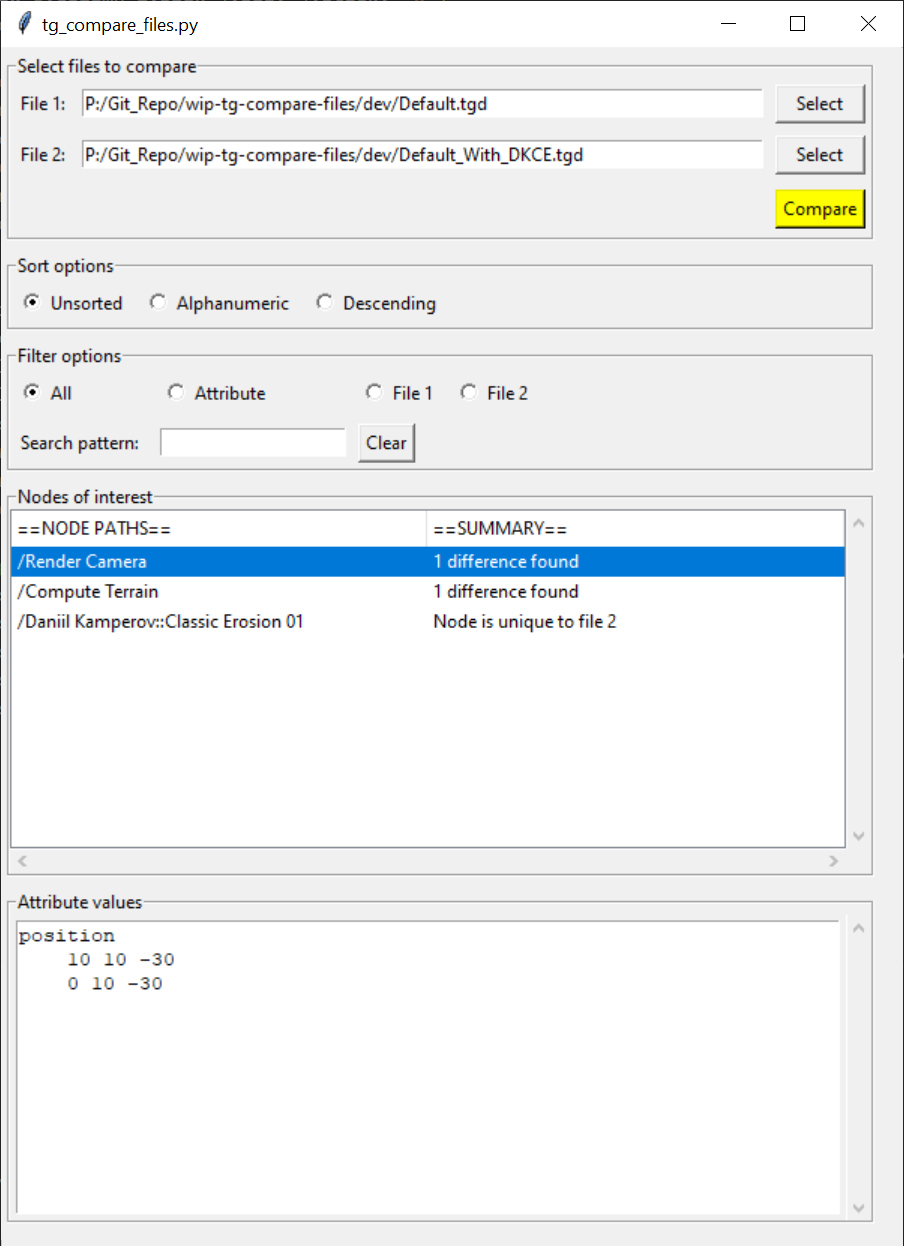 tg_compare_files.py
Select files to compare
File 1: P:/Git_Repo/wip-tg-compare-files/dev/Default.tgd Select
File 2: P:/Git_Repo/wip-tg-compare-files/dev/Default_With_DKCE.tgd Select
Compare
Sort options
Unsorted Alphanumeric Descending
Filter options
All Attribute File 1 File 2
Search pattern: Clear
Nodes of interest
==NODE PATHS== ==SUMMARY==
/Render Camera 1 difference found
/Compute Terrain 1 difference found
/Daniil Kamperov::Classic Erosion 01 Node is unique to file 2
Attribute values
position
10 10 -30
0 10 -30